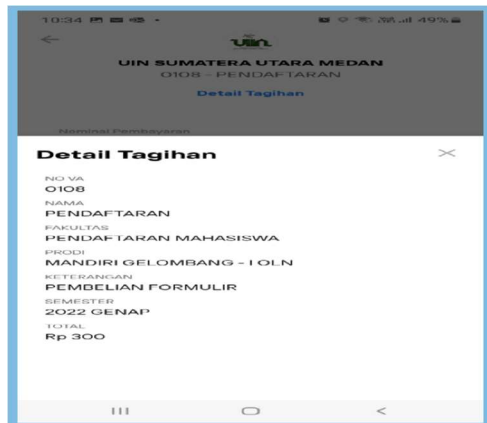 10:34
49%
uin
UIN SUMATERA UTARA MEDAN
0108 - PENDAFTARAN
Detail Tagihan
Nominal Pembayaran
Detail Tagihan
NO VA
0108
NAMA
PENDAFTARAN
FAKULTAS
PENDAFTARAN MAHASISWA
PRODI
MANDIRI GELOMBANG - I OLN
KETERANGAN
PEMBELIAN FORMULIR
SEMESTER
2022 GENAP
TOTAL
Rp 300